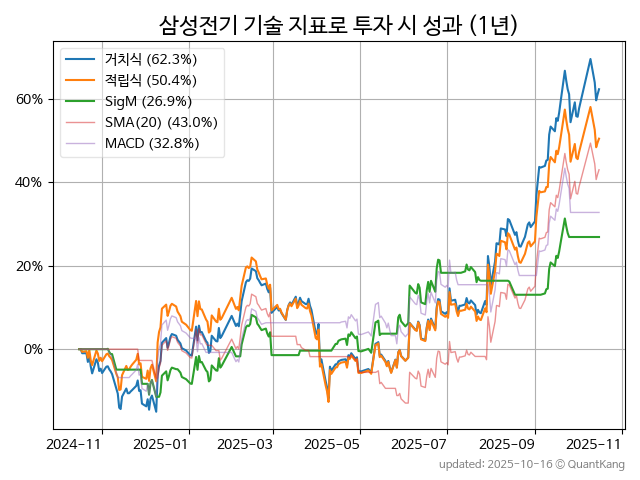 삼성전기 기술 지표로 투자 시 성과 (1년)
거치식 (62.3%)
적립식 (50.4%)
SigM (26.9%)
SMA(20) (43.0%)
MACD (32.8%)
60%
40%
20%
0%
2024-11 2025-01 2025-03 2025-05 2025-07 2025-09 2025-11
updated: 2025-10-16 @ QuantKang